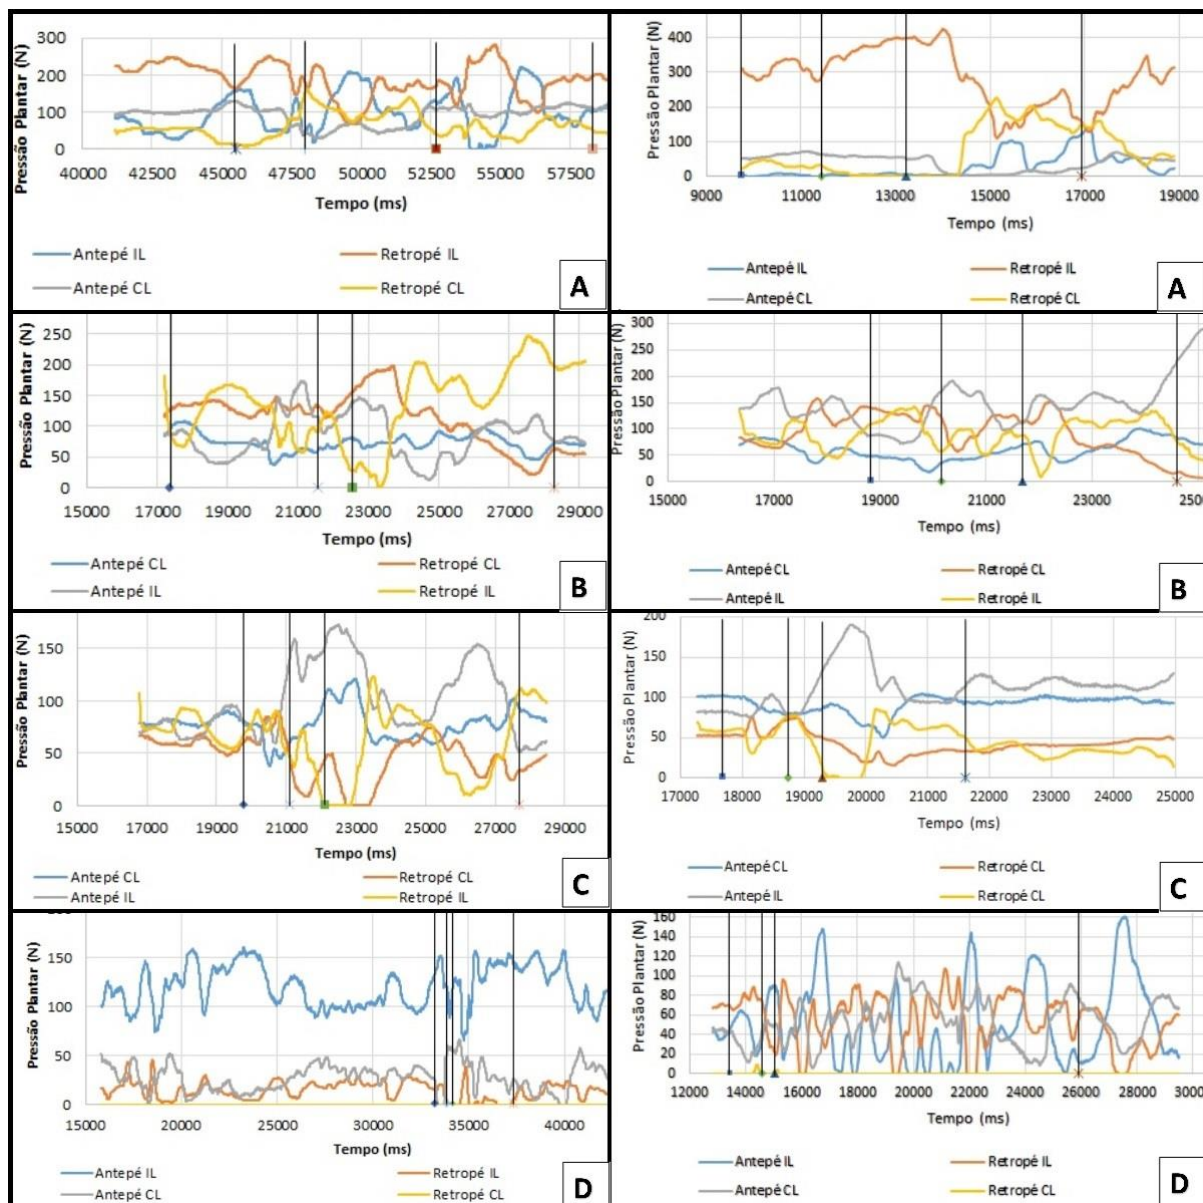 Pressão Plantar (N)
300
200
100
0
40000 42500 45500 47500 50000 52500 55000 57500
Tempo (ms)
Antepé IL Retropé IL
Antepé CL Retropé CL
A
Pressão Plantar (N)
400
300
200
100
0
9000 11000 13000 15000 17000 19000
Tempo (ms)
Antepé IL Retropé IL
Antepé CL Retropé CL
A
Pressão Plantar (N)
250
200
150
100
50
0
15000 17000 19000 21000 23000 25000 27000 29000
Tempo (ms)
Antepé CL Retropé CL
Antepé IL Retropé IL
B
Pressão Plantar (N)
300
250
200
150
100
50
0
15000 17000 19000 21000 23000 2500
Tempo (ms)
Antepé CL Retropé CL
Antepé IL Retropé IL
B
Pressão Plantar (N)
150
100
50
0
15000 17000 19000 21000 23000 25000 27000 29000
Tempo (ms)
Antepé CL Retropé CL
Antepé IL Retropé IL
C
Pressão Plantar (N)
200
150
100
50
0
17000 18000 19000 20000 21000 22000 23000 24000 25000
Tempo (ms)
Antepé CL Retropé CL
Antepé IL Retropé CL
C
Pressão Plantar (N)
150
100
50
0
15000 20000 25000 30000 35000 40000
Tempo (ms)
Antepé IL Retropé IL
Antepé CL Retropé CL
D
Pressão Plantar (N)
160
140
120
100
80
60
40
20
0
12000 14000 16000 18000 20000 22000 24000 26000 29000
Tempo (ms)
Antepé IL Retropé IL
Antepé CL Retropé CL
D